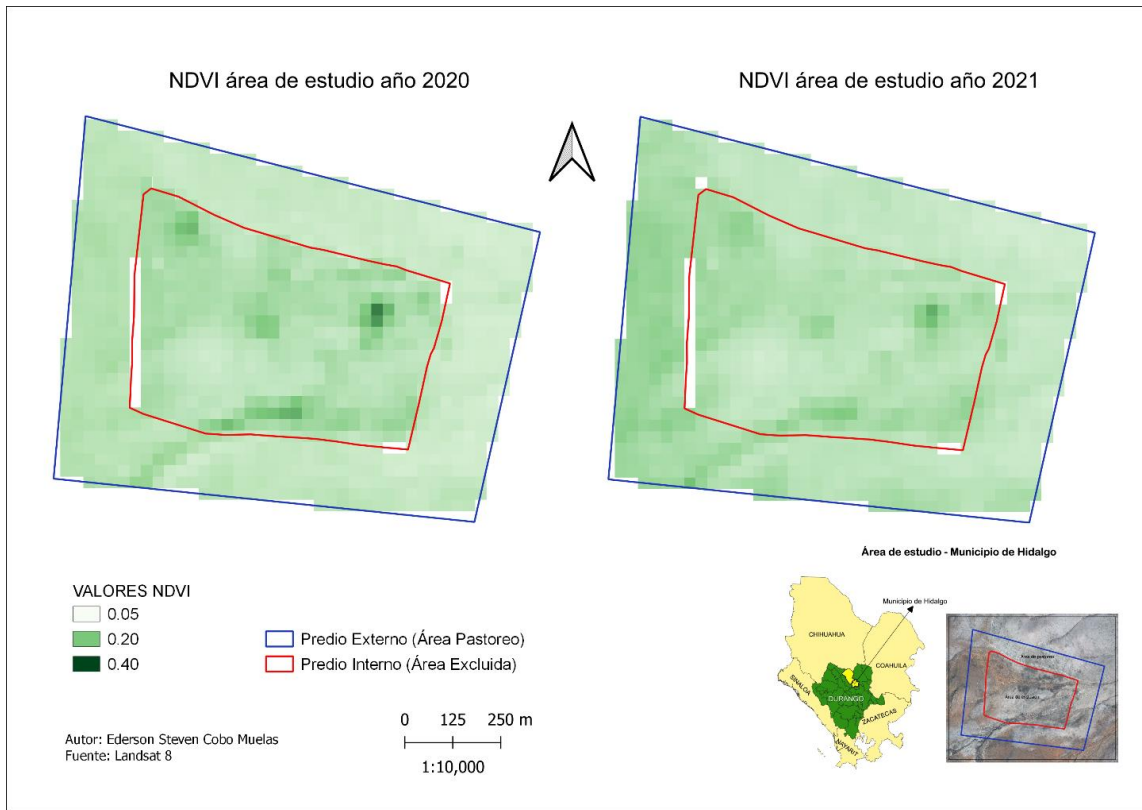 NDVI área de estudio año 2020
NDVI área de estudio año 2021
VALORES NDVI
0.05
0.20
0.40
Predio Externo (Área Pastoreo)
Predio Interno (Área Excluida)
Autor: Ederson Steven Cobo Muelas
Fuente: Landsat 8
0 125 250 m
1:10,000
Área de estudio - Municipio de Hidalgo
Municipio de Hidalgo
CHIHUAHUA
COAHUILA
SINALOA
DURANGO
ZACATECAS
NAYARIT